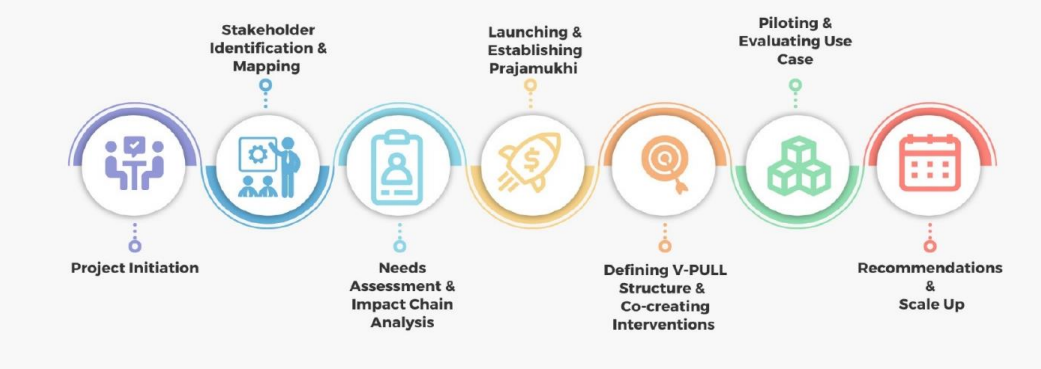 Project Initiation
Stakeholder
Identification &
Mapping
Needs
Assessment &
Impact Chain
Analysis
Launching &
Establishing
Prajamukhi
$
Defining V-PULL
Structure &
Co-creating
Interventions
Piloting &
Evaluating Use
Case
Recommendations
&
Scale Up